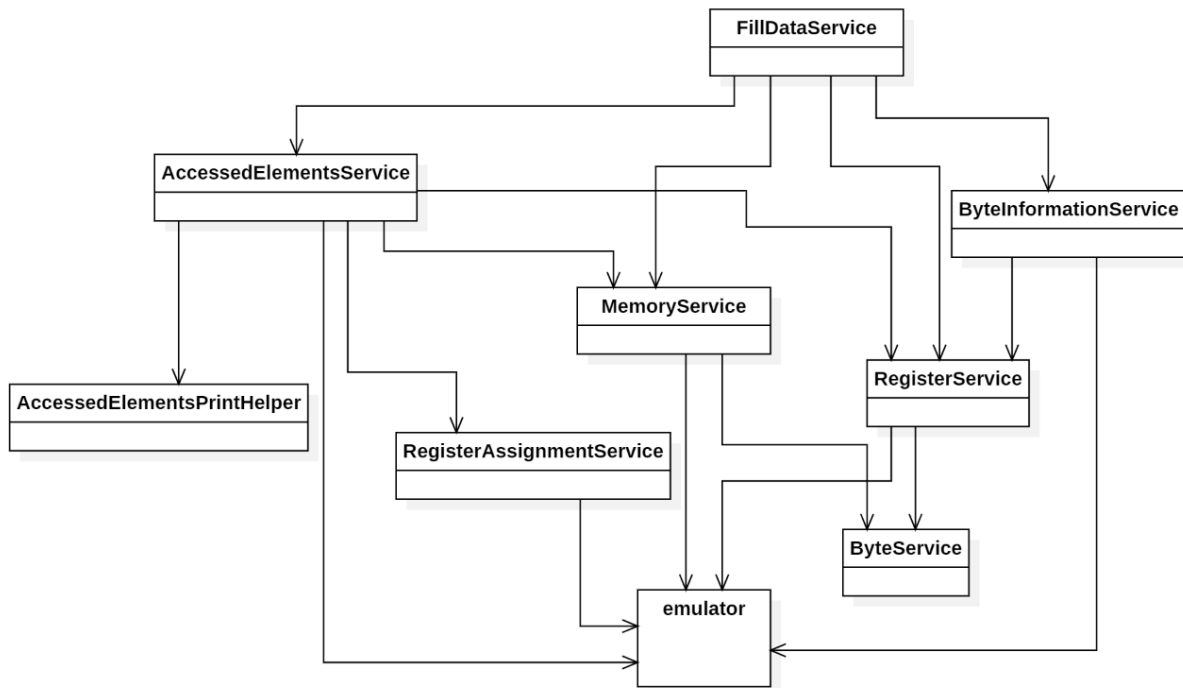 FillDataService
AccessedElementsService
ByteInformationService
MemoryService
RegisterService
AccessedElementsPrintHelper
RegisterAssignmentService
ByteService
emulator